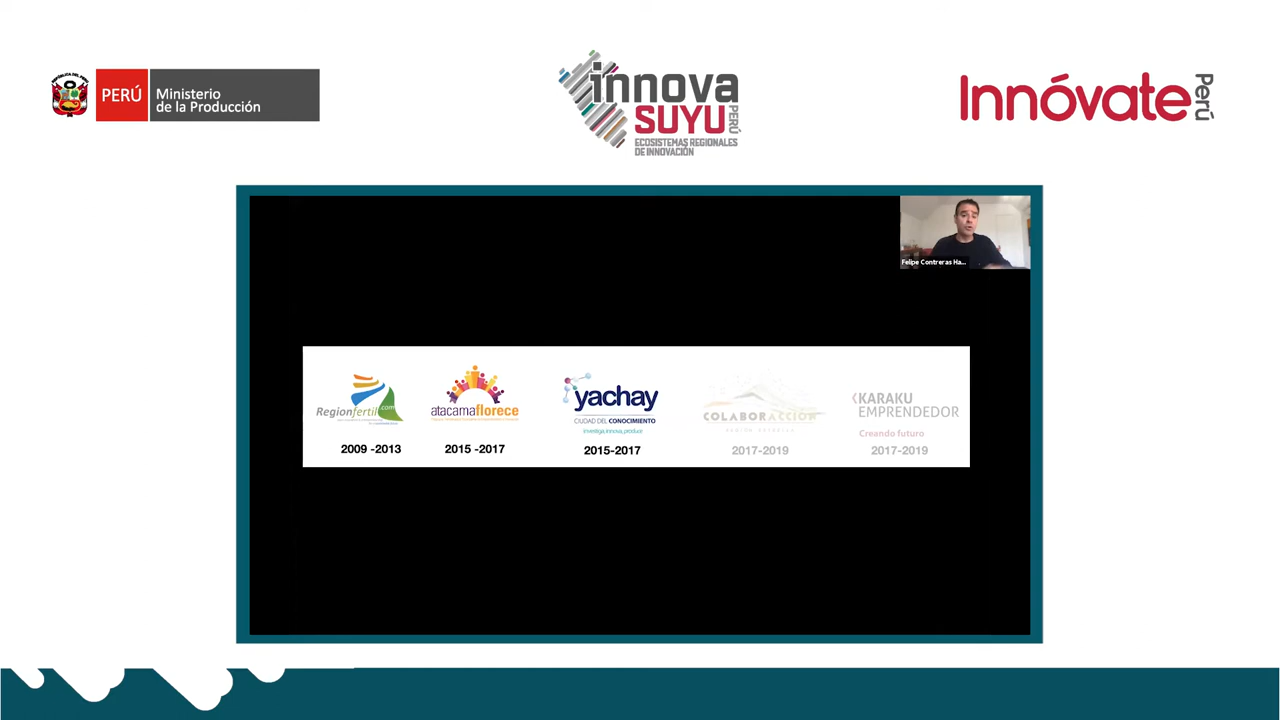 PERÚ
Ministerio
de la Producción
innova
SUYU
PERÚ
ECOSISTEMAS REGIONALES
DE INNOVACIÓN
Innóvate
Perú
Felipe Contreras Ha...
Regionfertil.com
2009 -2013
atacamaflorece
2015 -2017
yachay
CIUDAD DEL CONOCIMIENTO
investiga, innova, produce
2015-2017
COLABORACCIÓN
2017-2019
KARAKU
EMPRENDEDOR
Creando futuro
2017-2019